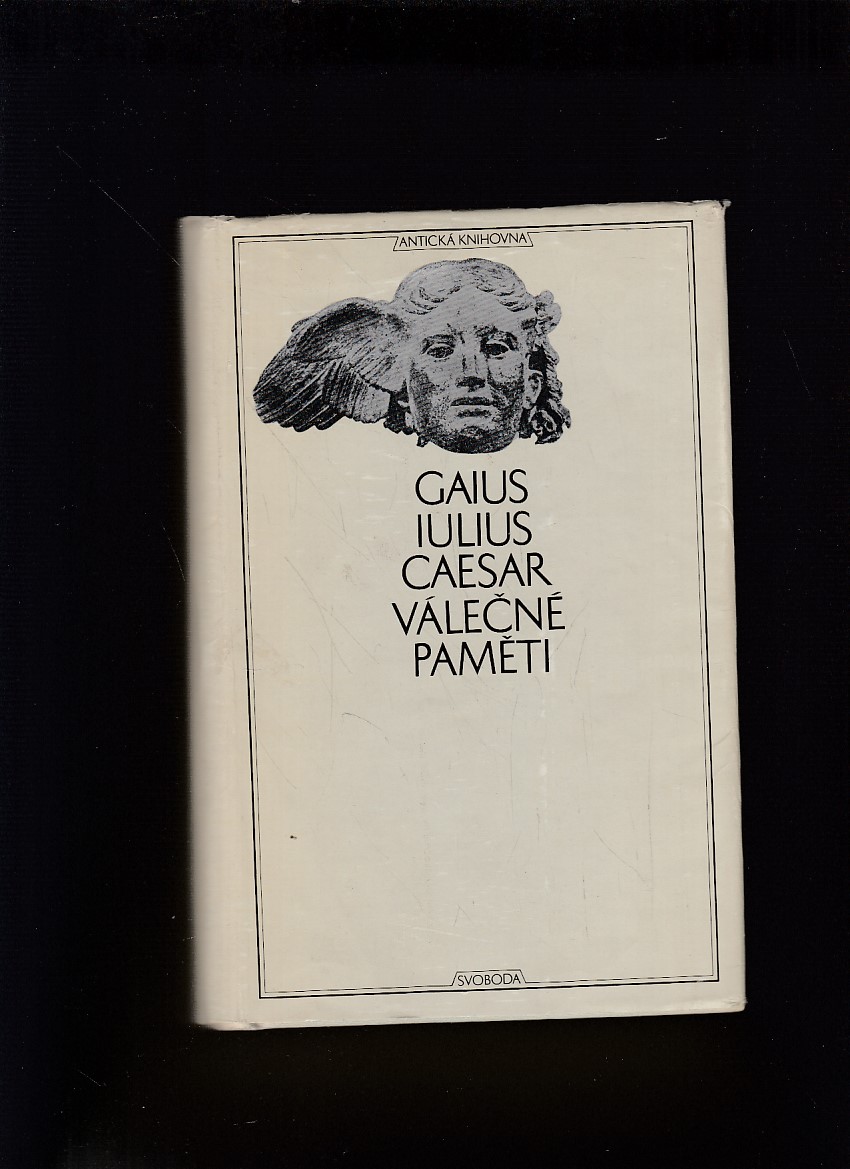 ANTICKÁ KNIHOVNA
GAIUS
IULIUS
CAESAR
VÁLEČNÉ
PAMĚTI
SVOBODA